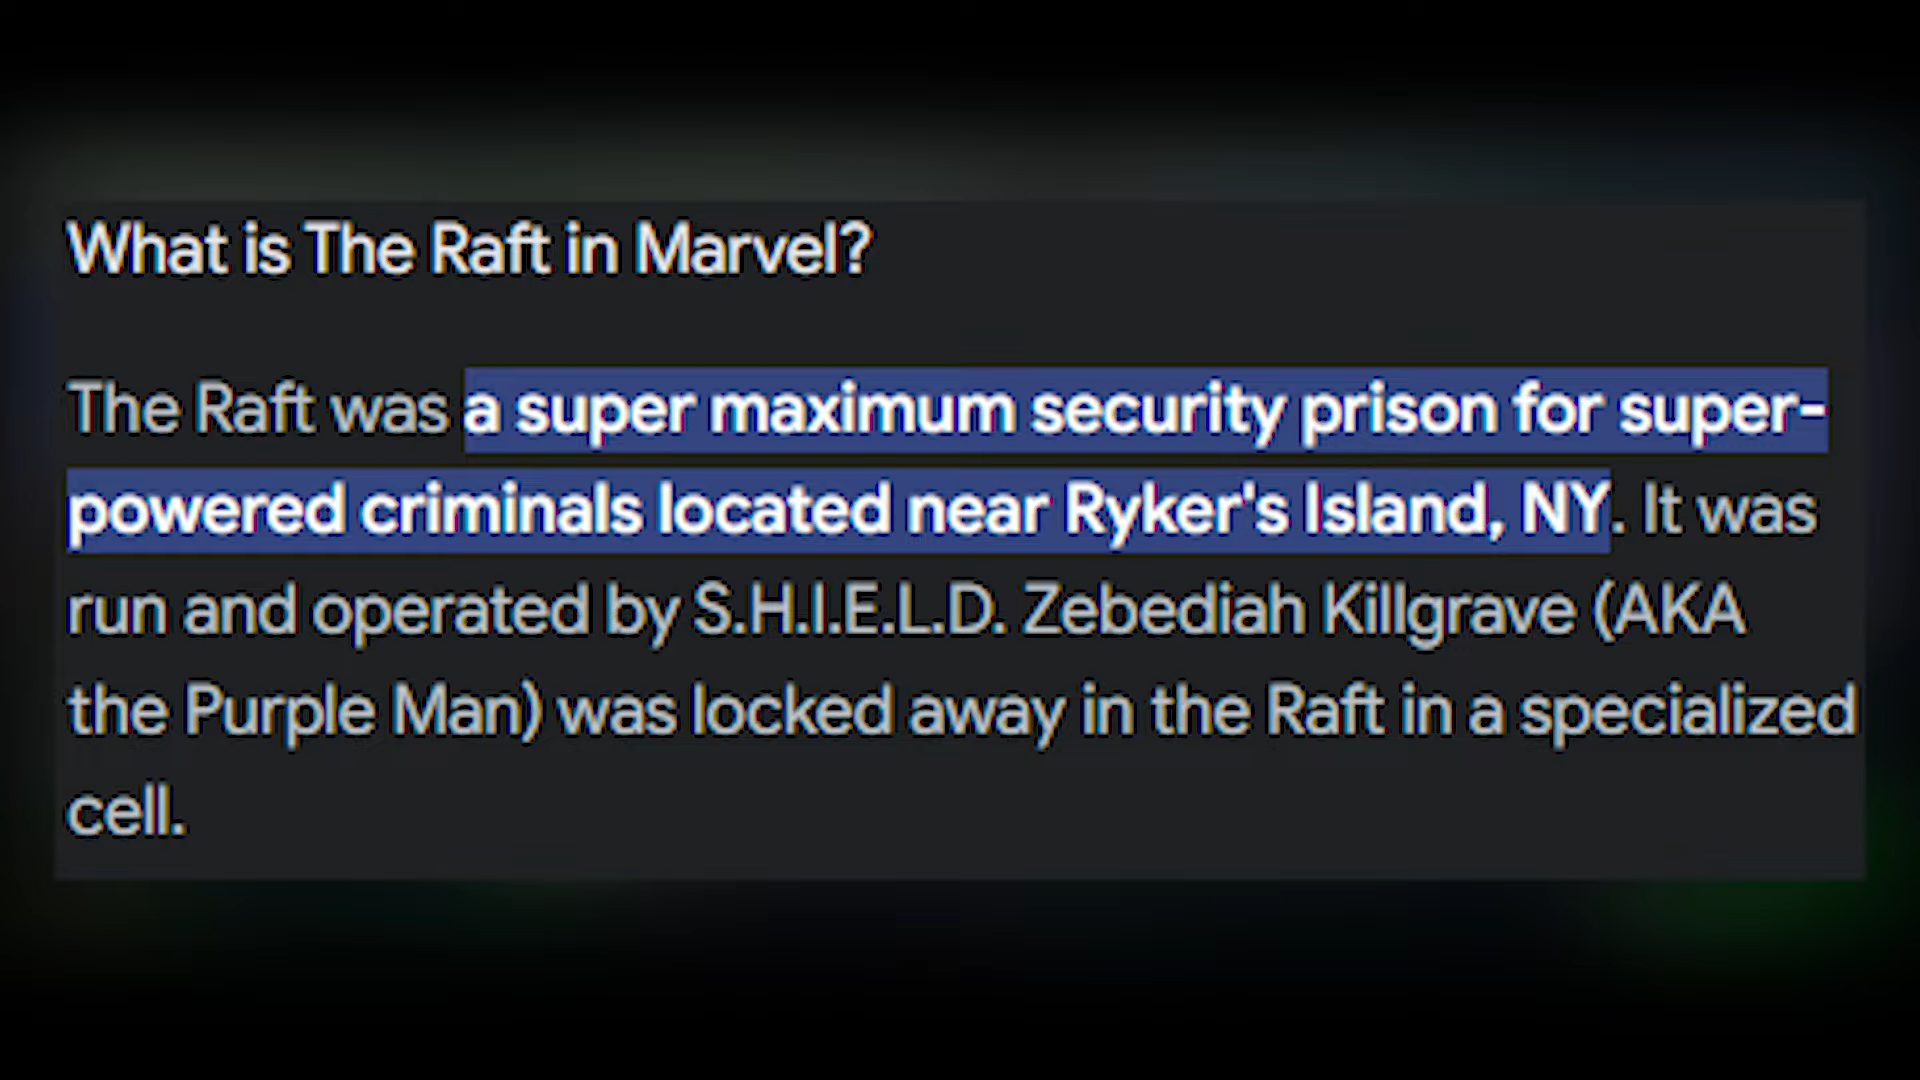 What is The Raft in Marvel?
The Raft was a super maximum security prison for super-
powered criminals located near Ryker's Island, NY. It was
run and operated by S.H.I.E.L.D. Zebediah Killgrave (AKA
the Purple Man) was locked away in the Raft in a specialized
cell.